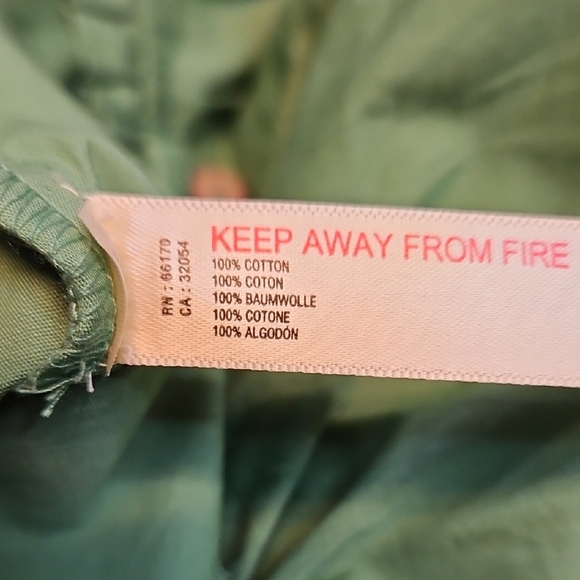 RN : 66170
CA : 32054
KEEP AWAY FROM FIRE
100% COTTON
100% COTON
100% BAUMWOLLE
100% COTONE
100% ALGODÓN